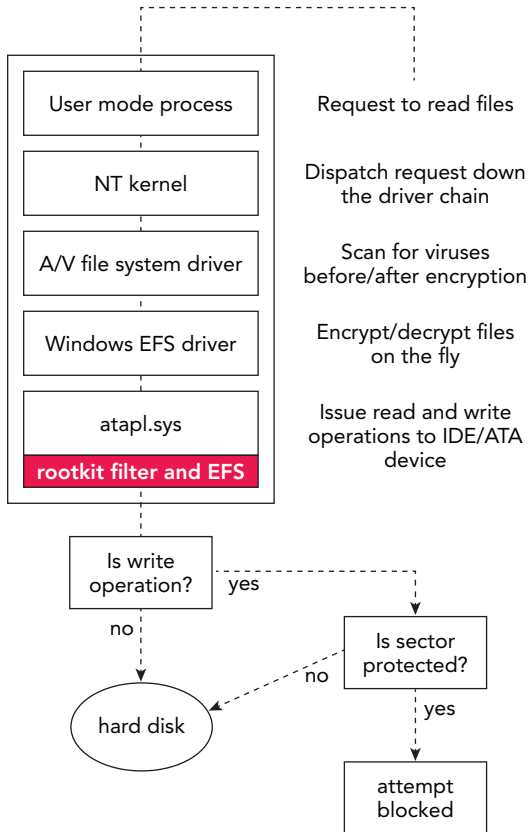 User mode process
Request to read files
NT kernel
Dispatch request down
the driver chain
A/V file system driver
Scan for viruses
before/after encryption
Windows EFS driver
Encrypt/decrypt files
on the fly
atapl.sys
Issue read and write
operations to IDE/ATA
device
rootkit filter and EFS
Is write
operation?
yes
no
Is sector
protected?
no
hard disk
yes
attempt
blocked